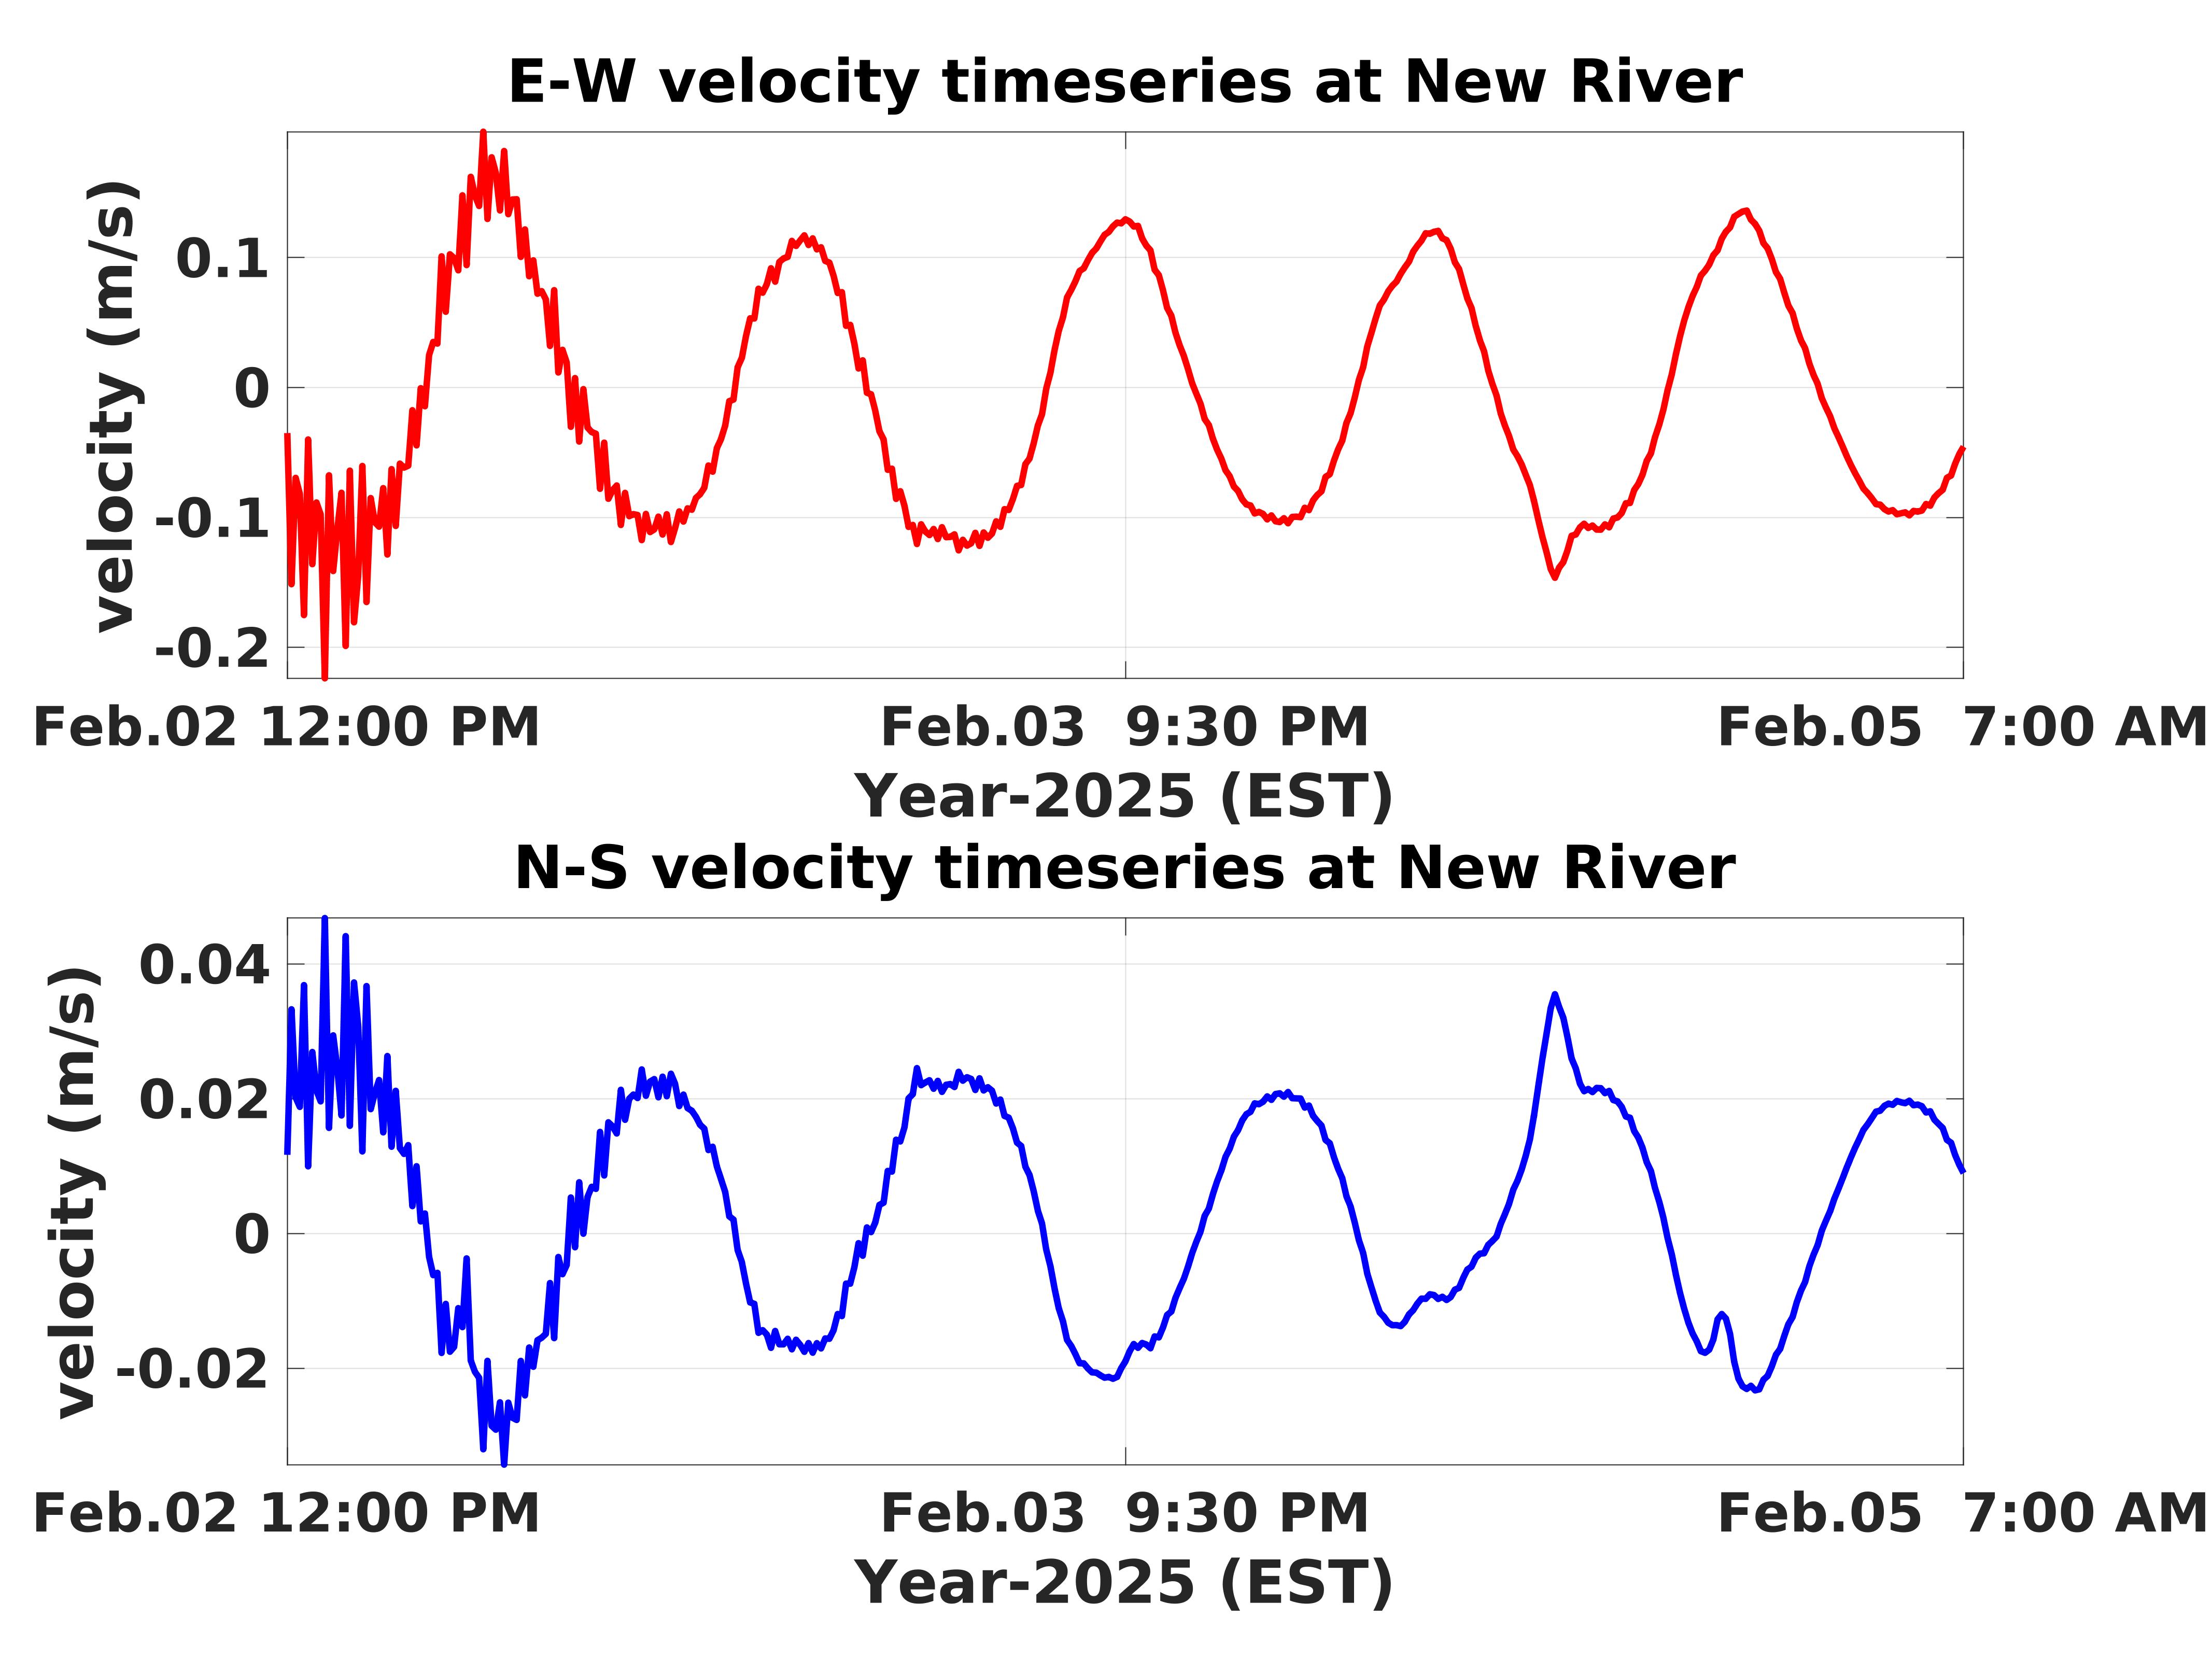 E-W velocity timeseries at New River
velocity (m/s)
0.1
0
-0.1
-0.2
Feb.02 12:00 PM Feb.03  9:30 PM Feb.05  7:00 AM
Year-2025 (EST)
N-S velocity timeseries at New River
velocity (m/s)
0.04
0.02
0
-0.02
Feb.02 12:00 PM Feb.03  9:30 PM Feb.05  7:00 AM
Year-2025 (EST)